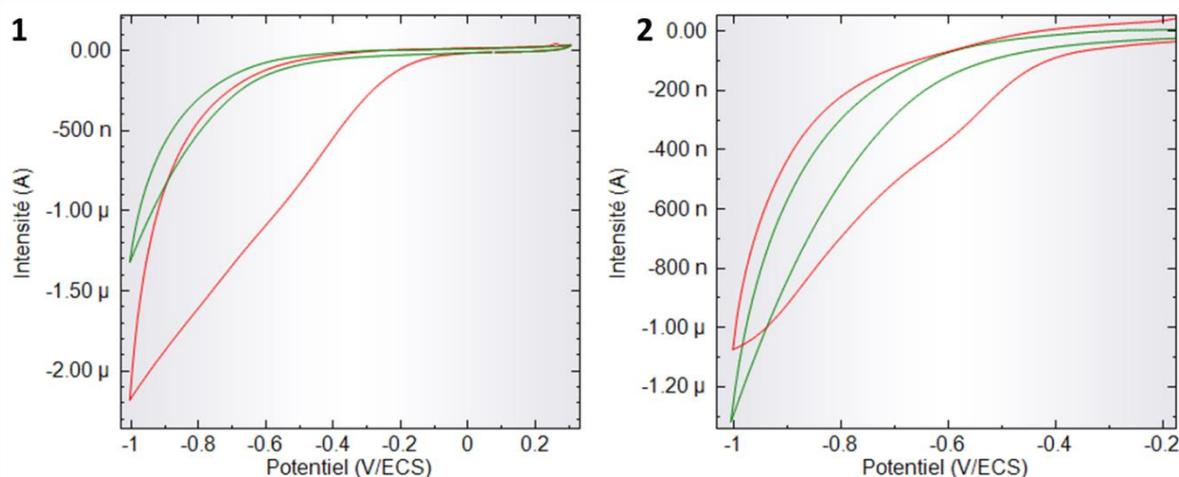 1
0.00
-500 n
-1.00 µ
-1.50 µ
-2.00 µ
Intensité (A)
-1 -0.8 -0.6 -0.4 -0.2 0 0.2
Potentiel (V/ECS)
2
0.00
-200 n
-400 n
-600 n
-800 n
-1.00 µ
-1.20 µ
Intensité (A)
-1 -0.8 -0.6 -0.4 -0.2
Potentiel (V/ECS)